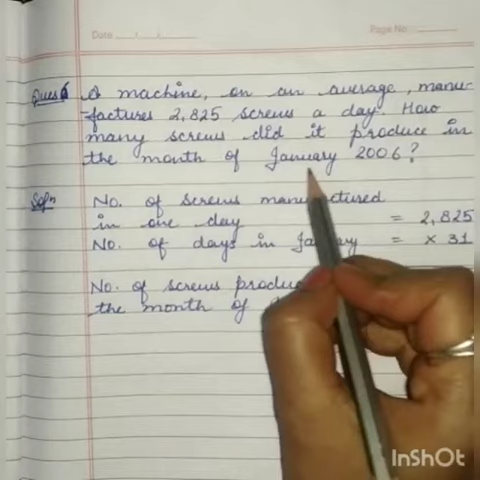 Date
Page No.
Ques 6 A machine, on an average, manu-
factures 2,825 screws a day. How
many screws did it produce in
the month of January 2006?
Solⁿ No. of screws manufactured
in one day = 2,825
No. of days in January = × 31
No. of screws produ
the month of
InShOt